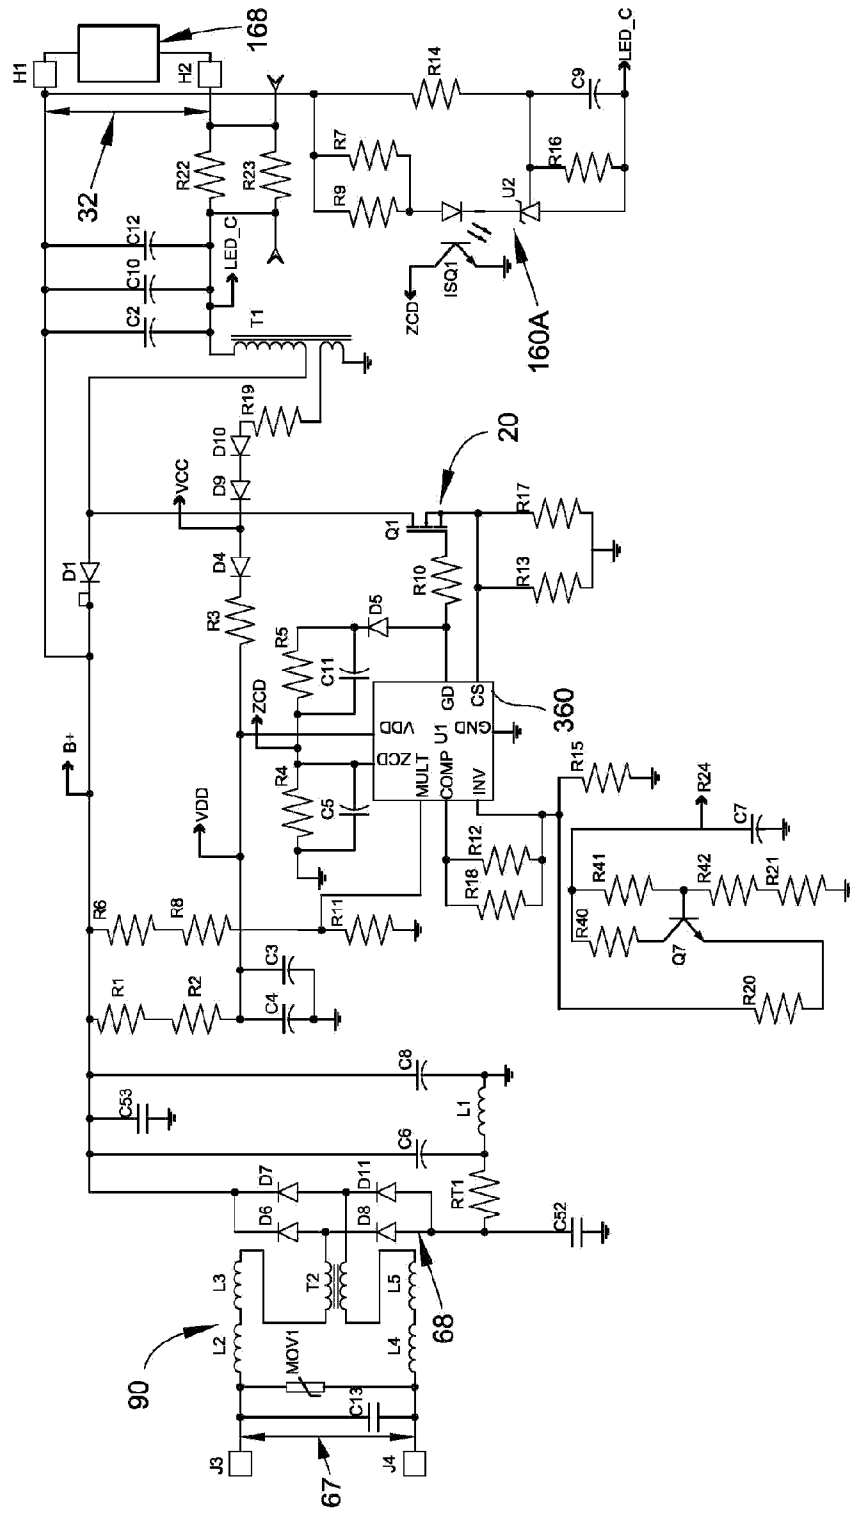 H1
168
H2
R14
C9
LED_C
32
R22
R23
R7
R9
R16
U2
C12
C10
C2
LED_C
T1
ZCD
ISQ1
160A
R19
D10
D9
VCC
D4
R3
D1
B+
20
Q1
R10
R17
R13
D5
R5
C11
ZCD
VDD
R4
C5
GD
CS
VDD
ZCD
U1
GND
MULT
COMP
INV
360
R15
R24
C7
R12
R18
R41
R42
R21
R40
Q7
R20
R6
R8
R11
R1
R2
C3
C4
C8
C53
L1
C6
RT1
C52
D7
D11
D6
D8
68
T2
L3
L5
L2
L4
90
MOV1
C13
J3
J4
67